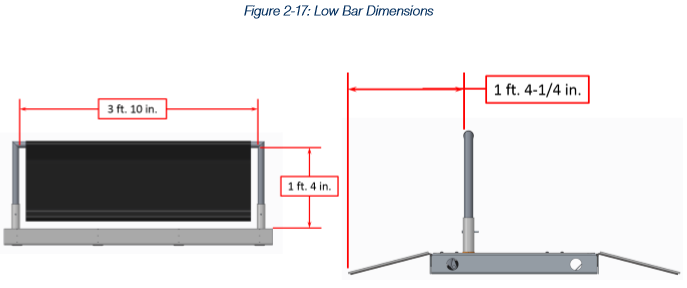 Figure 2-17: Low Bar Dimensions
3 ft. 10 in.
1 ft. 4 in.
1 ft. 4-1/4 in.